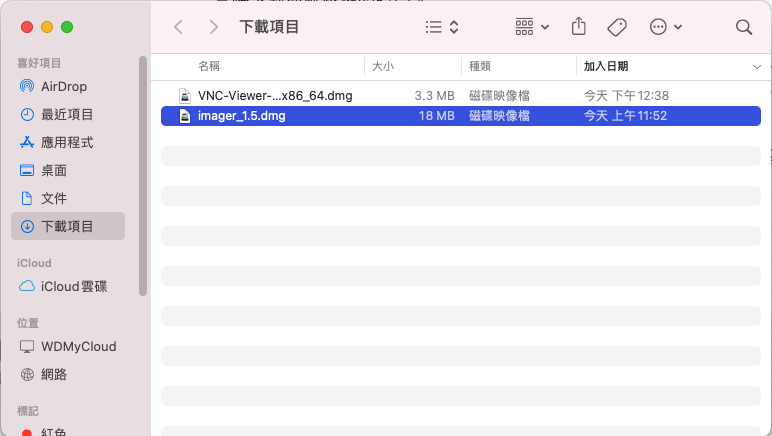 下載項目
喜好項目
AirDrop
最近項目
應用程式
桌面
文件
下載項目
iCloud
iCloud雲碟
位置
WDMyCloud
網路
標記
紅色
名稱 大小 種類 加入日期
VNC-Viewer-...x86_64.dmg 3.3 MB 磁碟映像檔 今天 下午12:38
imager_1.5.dmg 18 MB 磁碟映像檔 今天 上午11:52